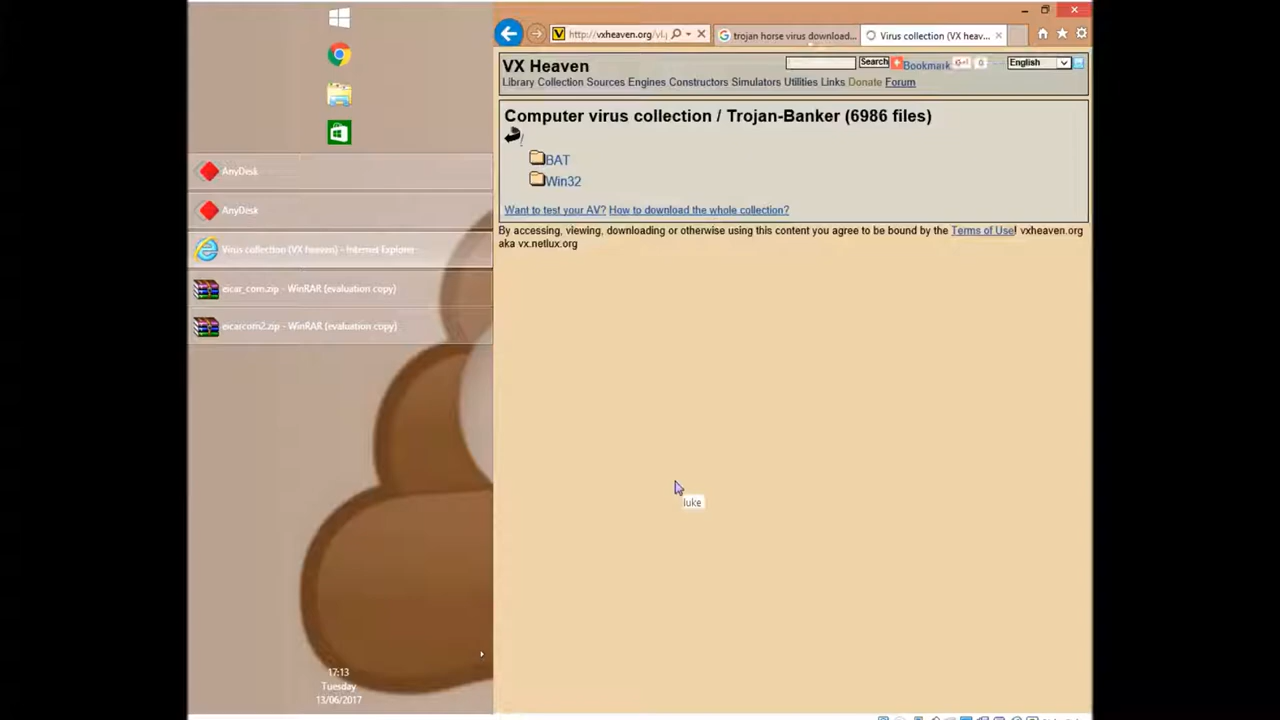 http://vxheaven.org/vl.p
trojan horse virus download...
Virus collection (VX heav...
VX Heaven
Search
Bookmark
0
English
Library Collection Sources Engines Constructors Simulators Utilities Links Donate Forum
Computer virus collection / Trojan-Banker (6986 files)
BAT
Win32
Want to test your AV? How to download the whole collection?
By accessing, viewing, downloading or otherwise using this content you agree to be bound by the Terms of Use! vxheaven.org
aka vx.netlux.org
AnyDisk
AnyDisk
Virus collection (VX heaven) - Internet Explorer
eicar_com.zip - WinRAR (evaluation copy)
eicarcom2.zip - WinRAR (evaluation copy)
luke
17:13
Tuesday
13/06/2017